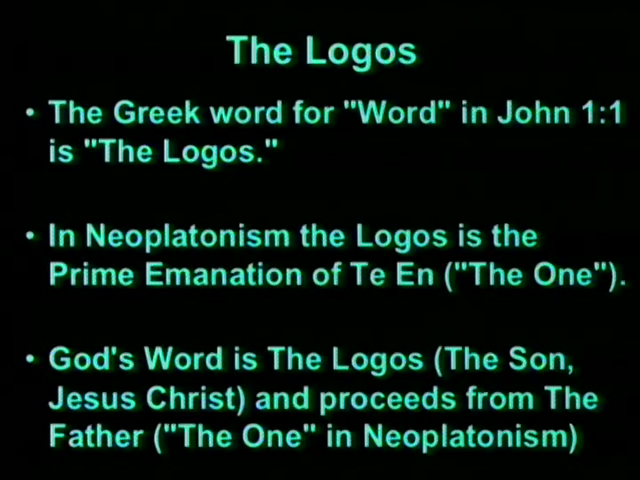 The Logos
• The Greek word for "Word" in John 1:1
is "The Logos."
• In Neoplatonism the Logos is the
Prime Emanation of Te En ("The One").
• God's Word is The Logos (The Son,
Jesus Christ) and proceeds from The
Father ("The One" in Neoplatonism)